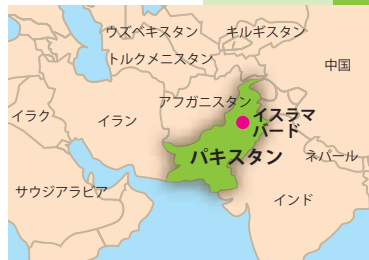 ウズベキスタン
キルギスタン
トルクメニスタン
中国
アフガニスタン
イスラマ
バード
イラク
イラン
パキスタン
ネパール
サウジアラビア
インド